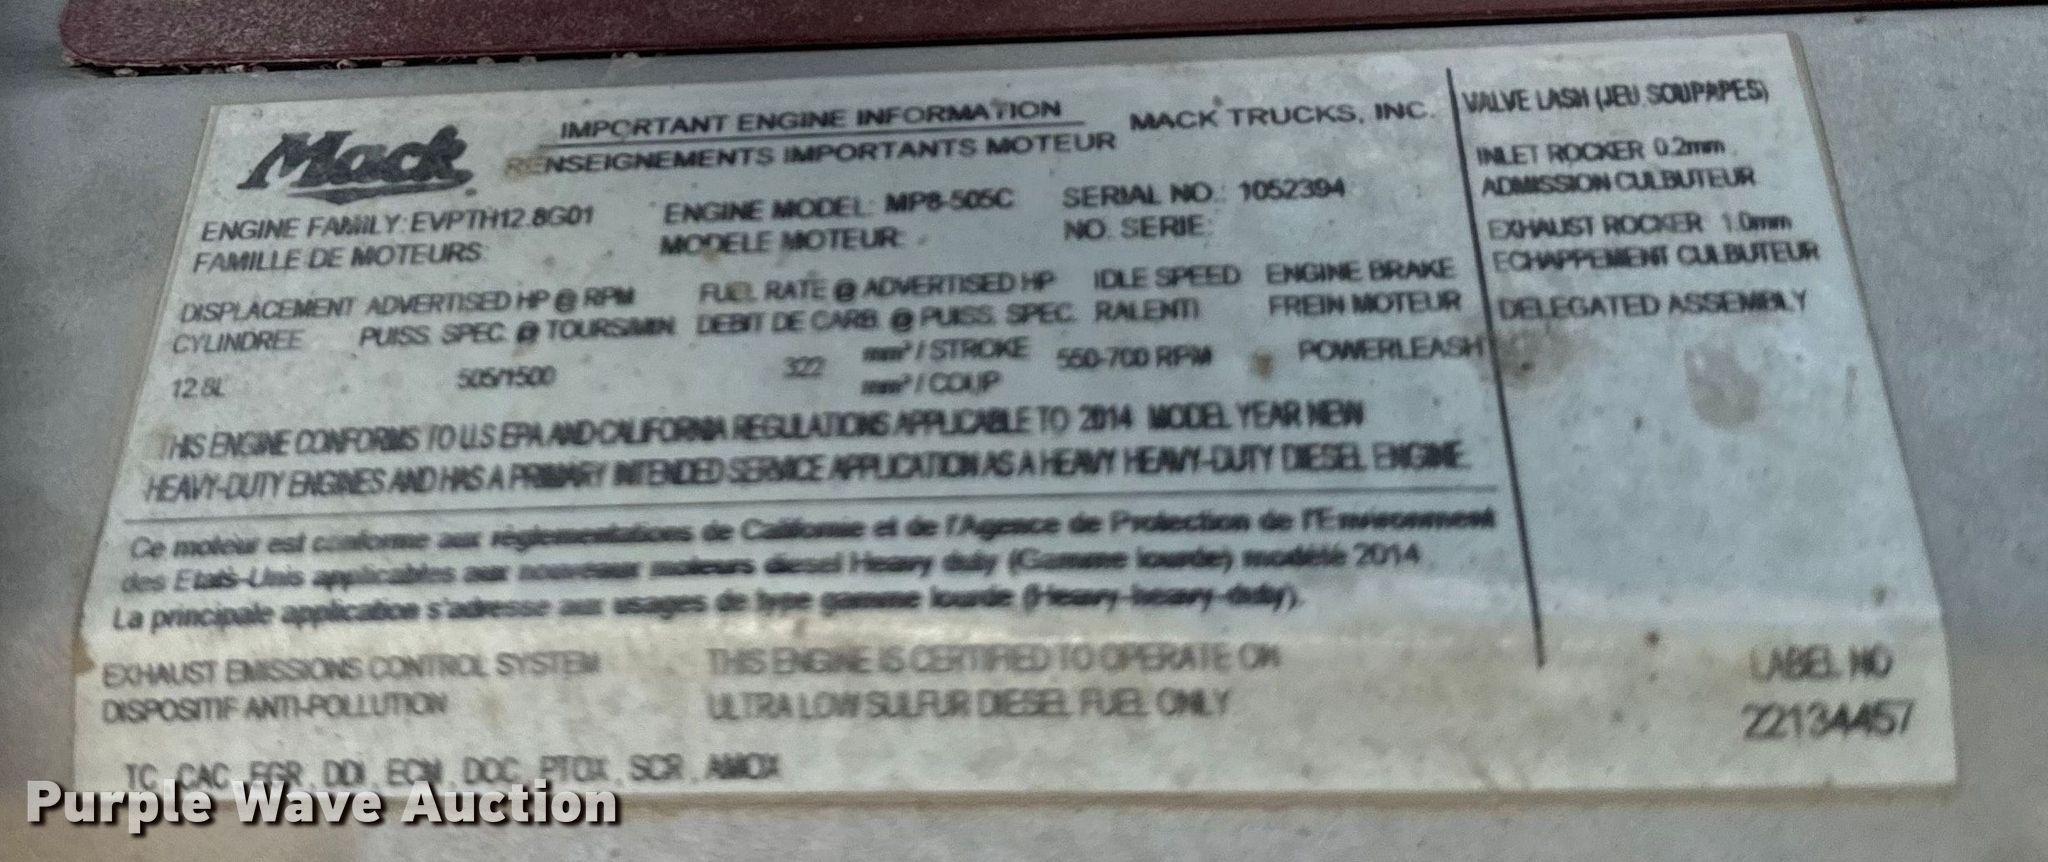 Mack
IMPORTANT ENGINE INFORMATION
RENSEIGNEMENTS IMPORTANTS MOTEUR
MACK TRUCKS, INC.
ENGINE FAMILY: EVPTH12.8G01
FAMILLE DE MOTEURS
ENGINE MODEL: MP8-505C
MODELE MOTEUR:
SERIAL NO.: 1052394
NO. SERIE:
DISPLACEMENT ADVERTISED HP @ RPM FUEL RATE @ ADVERTISED HP IDLE SPEED ENGINE BRAKE
CYLINDREE PUISS. SPEC. @ TOURS/MIN. DEBIT DE CARB. @ PUISS. SPEC. RALENTI FREIN MOTEUR
12.8L 505/1500 322 mm³ / STROKE 550-700 RPM POWERLEASH
mm³ / COUP
THIS ENGINE CONFORMS TO U.S EPA AND CALIFORNIA REGULATIONS APPLICABLE TO 2014 MODEL YEAR NEW
HEAVY-DUTY ENGINES AND HAS A PRIMARY INTENDED SERVICE APPLICATION AS A HEAVY HEAVY-DUTY DIESEL ENGINE.
Ce moteur est conforme aux réglementations de Californie et de l'Agence de Protection de l'Environnement
des Etats-Unis applicables aux nouveaux moteurs diesel Heavy duty (Gamme lourde) modèle 2014.
La principale application s'adresse aux usages de type gamme lourde (Heavy-heavy-duty).
EXHAUST EMISSIONS CONTROL SYSTEM
DISPOSITIF ANTI-POLLUTION
THIS ENGINE IS CERTIFIED TO OPERATE ON
ULTRA LOW SULFUR DIESEL FUEL ONLY
TC , CAC , EGR , DDI , ECM , DOC , PTOX , SCR , AMOX
VALVE LASH (JEU SOUPAPES)
INLET ROCKER 0.2mm
ADMISSION CULBUTEUR
EXHAUST ROCKER 1.0mm
ECHAPPEMENT CULBUTEUR
DELEGATED ASSEMBLY
LABEL NO
22134457
Purple Wave Auction